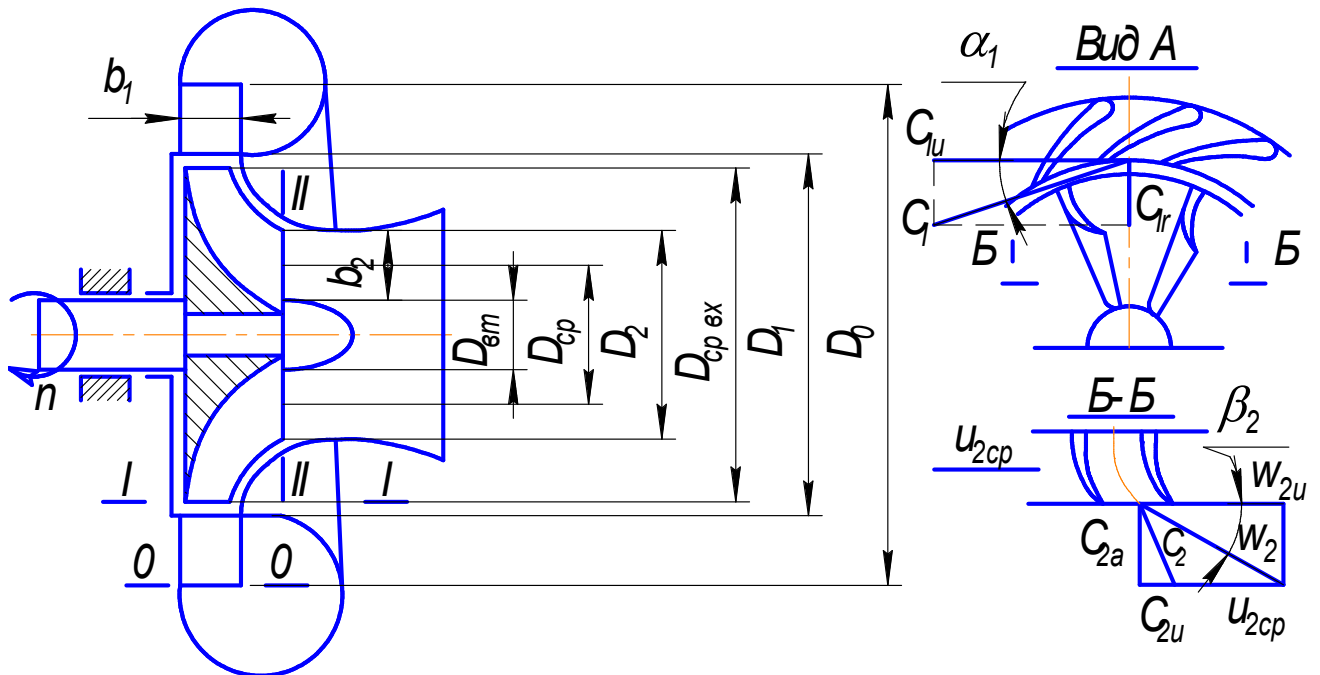 b₁
n
I
I
II
II
0
0
b₂
Dвт
Dср
D₂
Dср вх
D₁
D₀
α₁
Вид А
C₁u
C₁
C₁r
Б
Б
Б-Б
β₂
u₂ср
w₂u
C₂a
C₂
w₂
C₂u
u₂ср